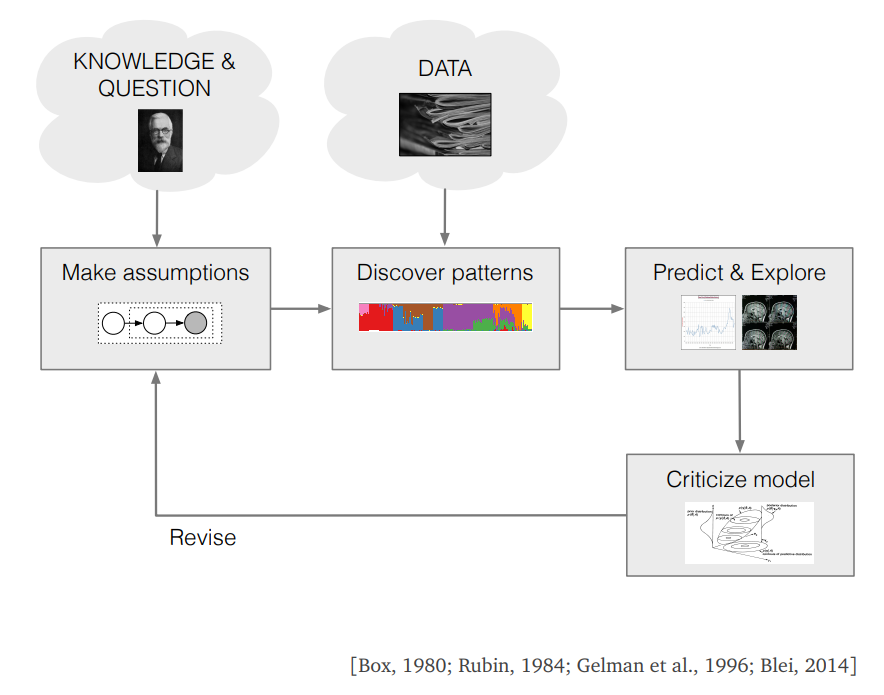 KNOWLEDGE &
QUESTION
DATA
Make assumptions
Discover patterns
Predict & Explore
Criticize model
Revise
[Box, 1980; Rubin, 1984; Gelman et al., 1996; Blei, 2014]